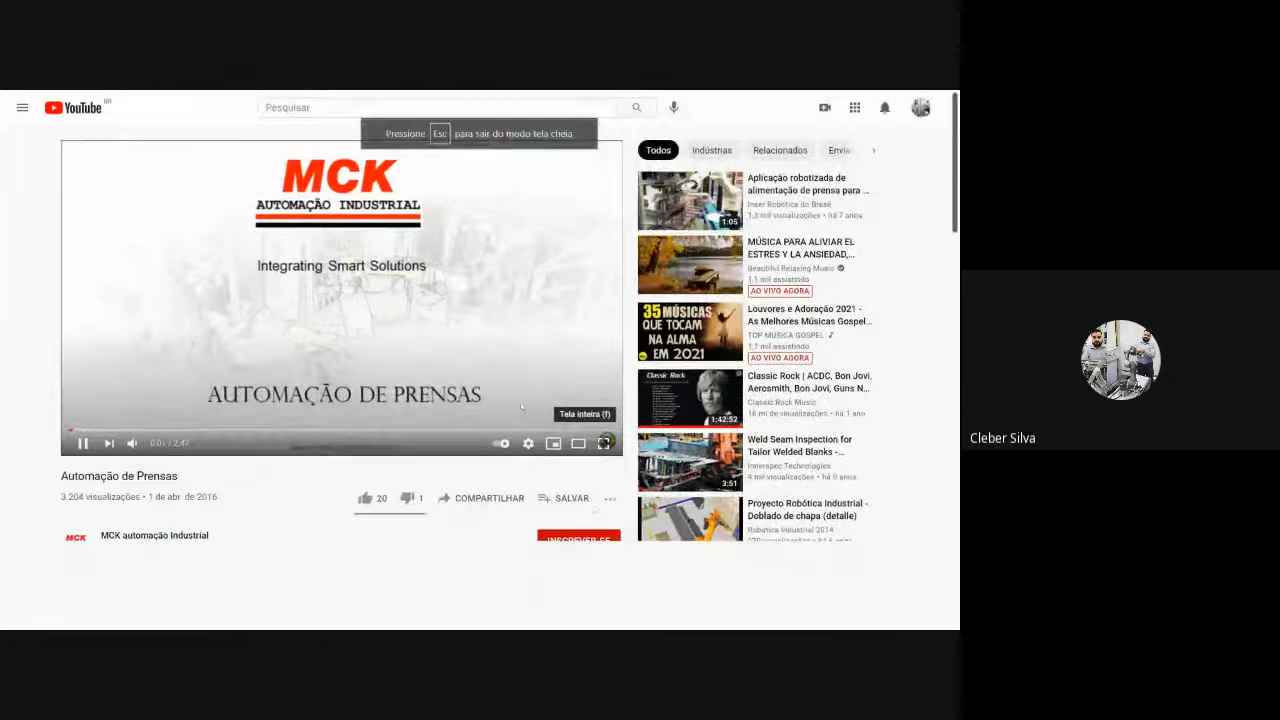 YouTube BR
Pesquisar
Pressione Esc para sair do modo tela cheia
MCK
AUTOMAÇÃO INDUSTRIAL
Integrating Smart Solutions
AUTOMAÇÃO DE PRENSAS
Tela inteira (f)
0:01 / 2:47
Automação de Prensas
3.204 visualizações • 1 de abr. de 2016
20
1
COMPARTILHAR
SALVAR
MCK
MCK automação Industrial
INSCREVER-SE
Todos
Indústrias
Relacionados
Envia
Aplicação robotizada de
alimentação de prensa para ...
Inser Robótica do Brasil
1,3 mil visualizações • há 7 anos
1:05
MÚSICA PARA ALIVIAR EL
ESTRES Y LA ANSIEDAD,...
Beautiful Relaxing Music
1,1 mil assistindo
AO VIVO AGORA
35 MÚSICAS
QUE TOCAM
NA ALMA
EM 2021
Louvores e Adoração 2021 -
As Melhores Músicas Gospel...
TOP MÚSICA GOSPEL
1,7 mil assistindo
AO VIVO AGORA
Classic Rock
1:42:52
Classic Rock | ACDC, Bon Jovi,
Aerosmith, Bon Jovi, Guns N...
Classic Rock Music
16 mi de visualizações • há 1 ano
3:51
Weld Seam Inspection for
Tailor Welded Blanks -...
Innerspec Technologies
4 mil visualizações • há 8 anos
Proyecto Robótica Industrial -
Doblado de chapa (detalle)
Robotica Industrial 2014
Cleber Silva